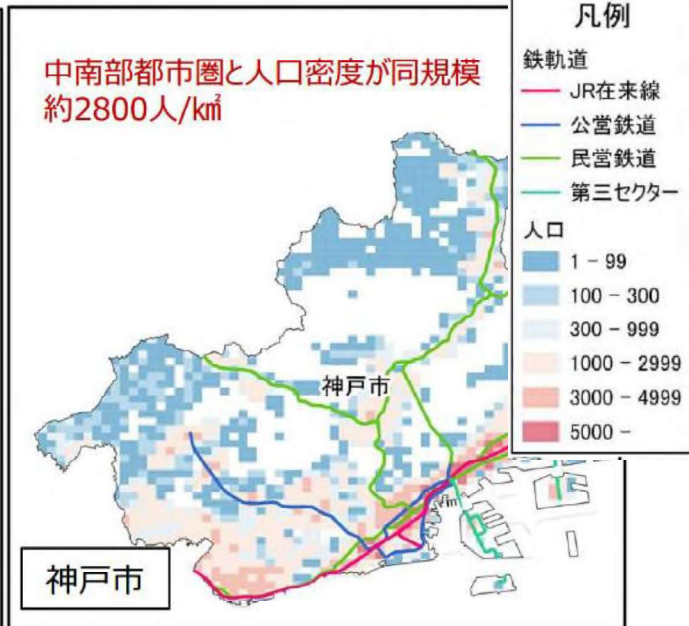 中南部都市圏と人口密度が同規模
約2800人/k㎡
神戸市
神戸市
凡例
鉄軌道
JR在来線
公営鉄道
民営鉄道
第三セクター
人口
1 - 99
100 - 300
300 - 999
1000 - 2999
3000 - 4999
5000 -